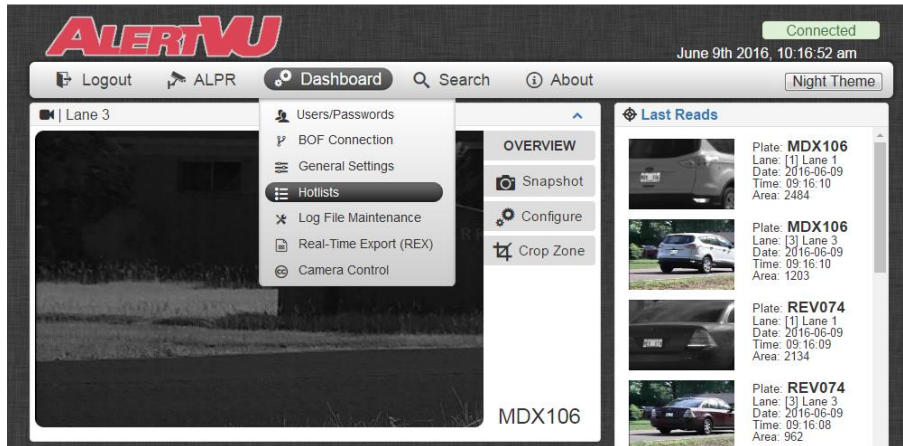 ALERTVU
Connected
June 9th 2016, 10:16:52 am
Logout
ALPR
Dashboard
Search
About
Night Theme
| Lane 3
Users/Passwords
BOF Connection
General Settings
Hotlists
Log File Maintenance
Real-Time Export (REX)
Camera Control
OVERVIEW
Snapshot
Configure
Crop Zone
MDX106
Last Reads
Plate: MDX106
Lane: [1] Lane 1
Date: 2016-06-09
Time: 09:16:10
Area: 2484
Plate: MDX106
Lane: [3] Lane 3
Date: 2016-06-09
Time: 09:16:10
Area: 1203
Plate: REV074
Lane: [1] Lane 1
Date: 2016-06-09
Time: 09:16:09
Area: 2134
Plate: REV074
Lane: [3] Lane 3
Date: 2016-06-09
Time: 09:16:08
Area: 962